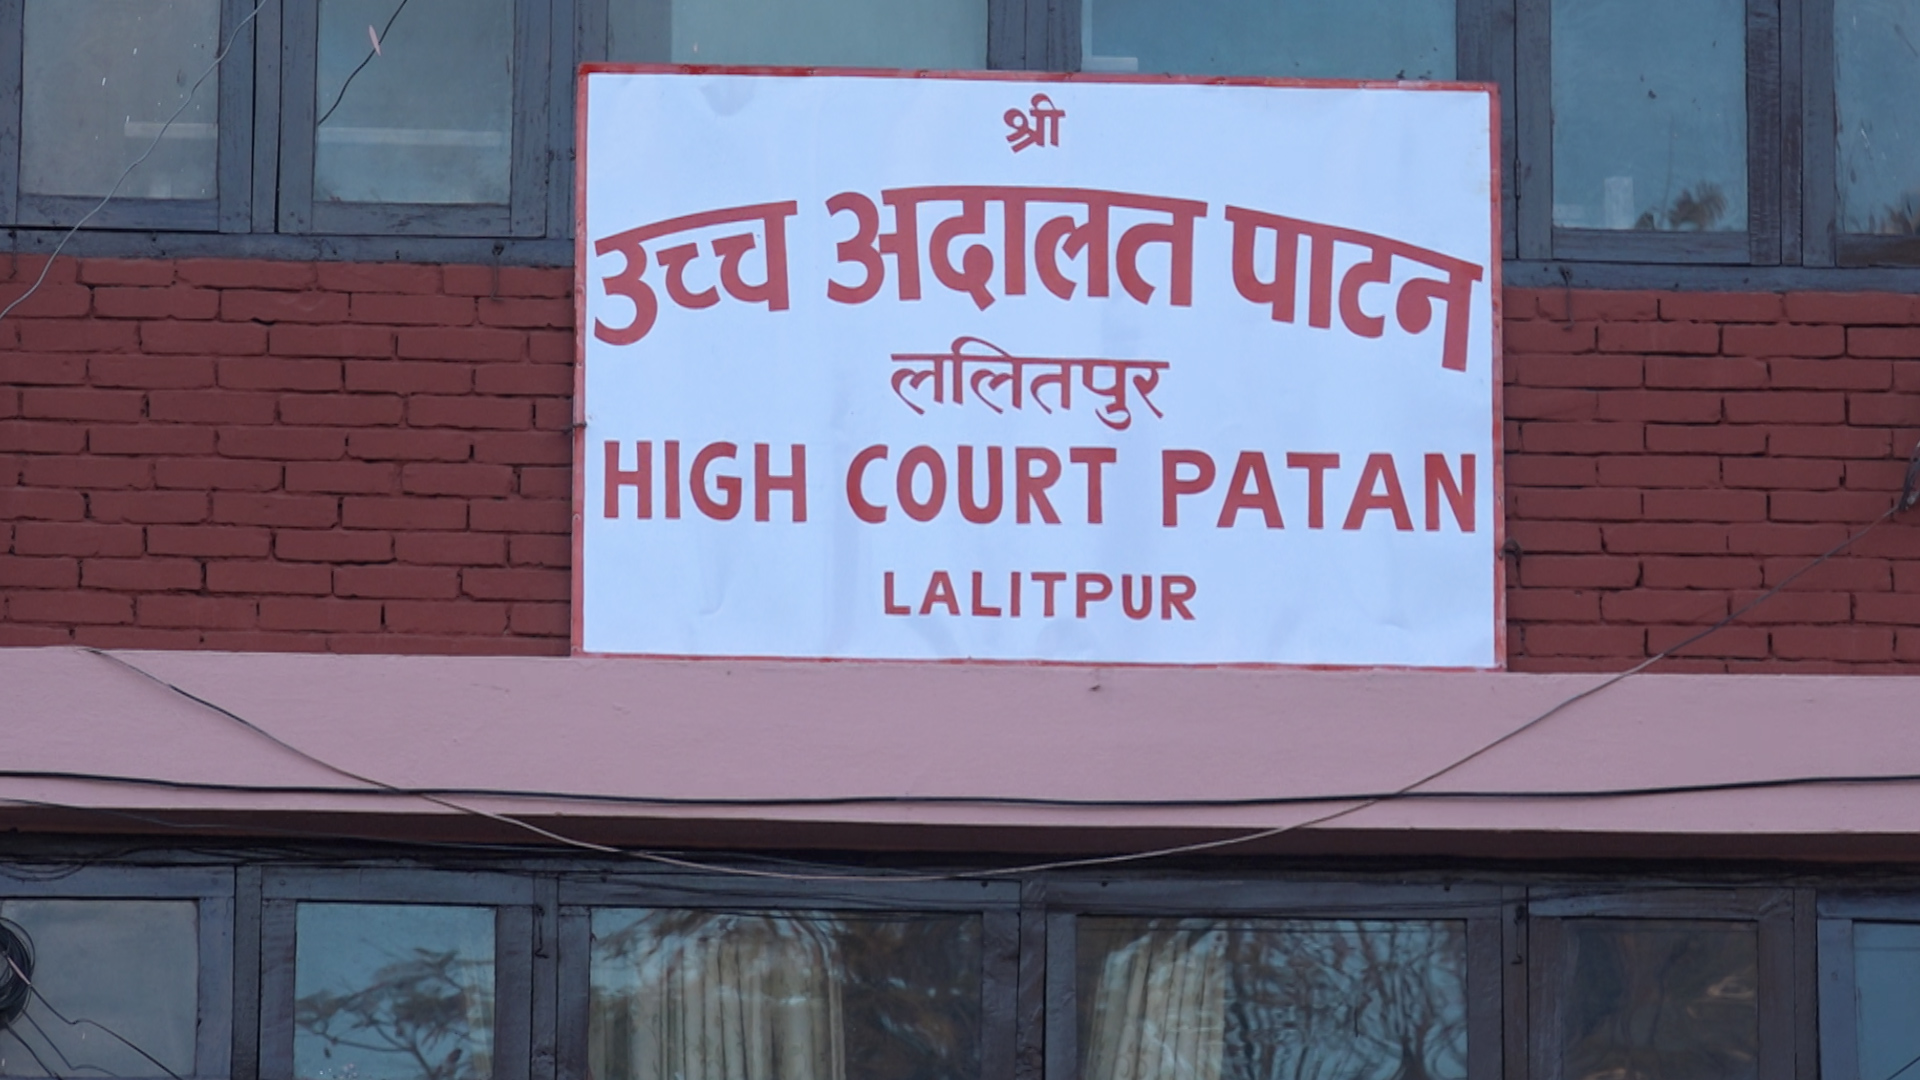 श्री
उच्च अदालत पाटन
ललितपुर
HIGH COURT PATAN
LALITPUR